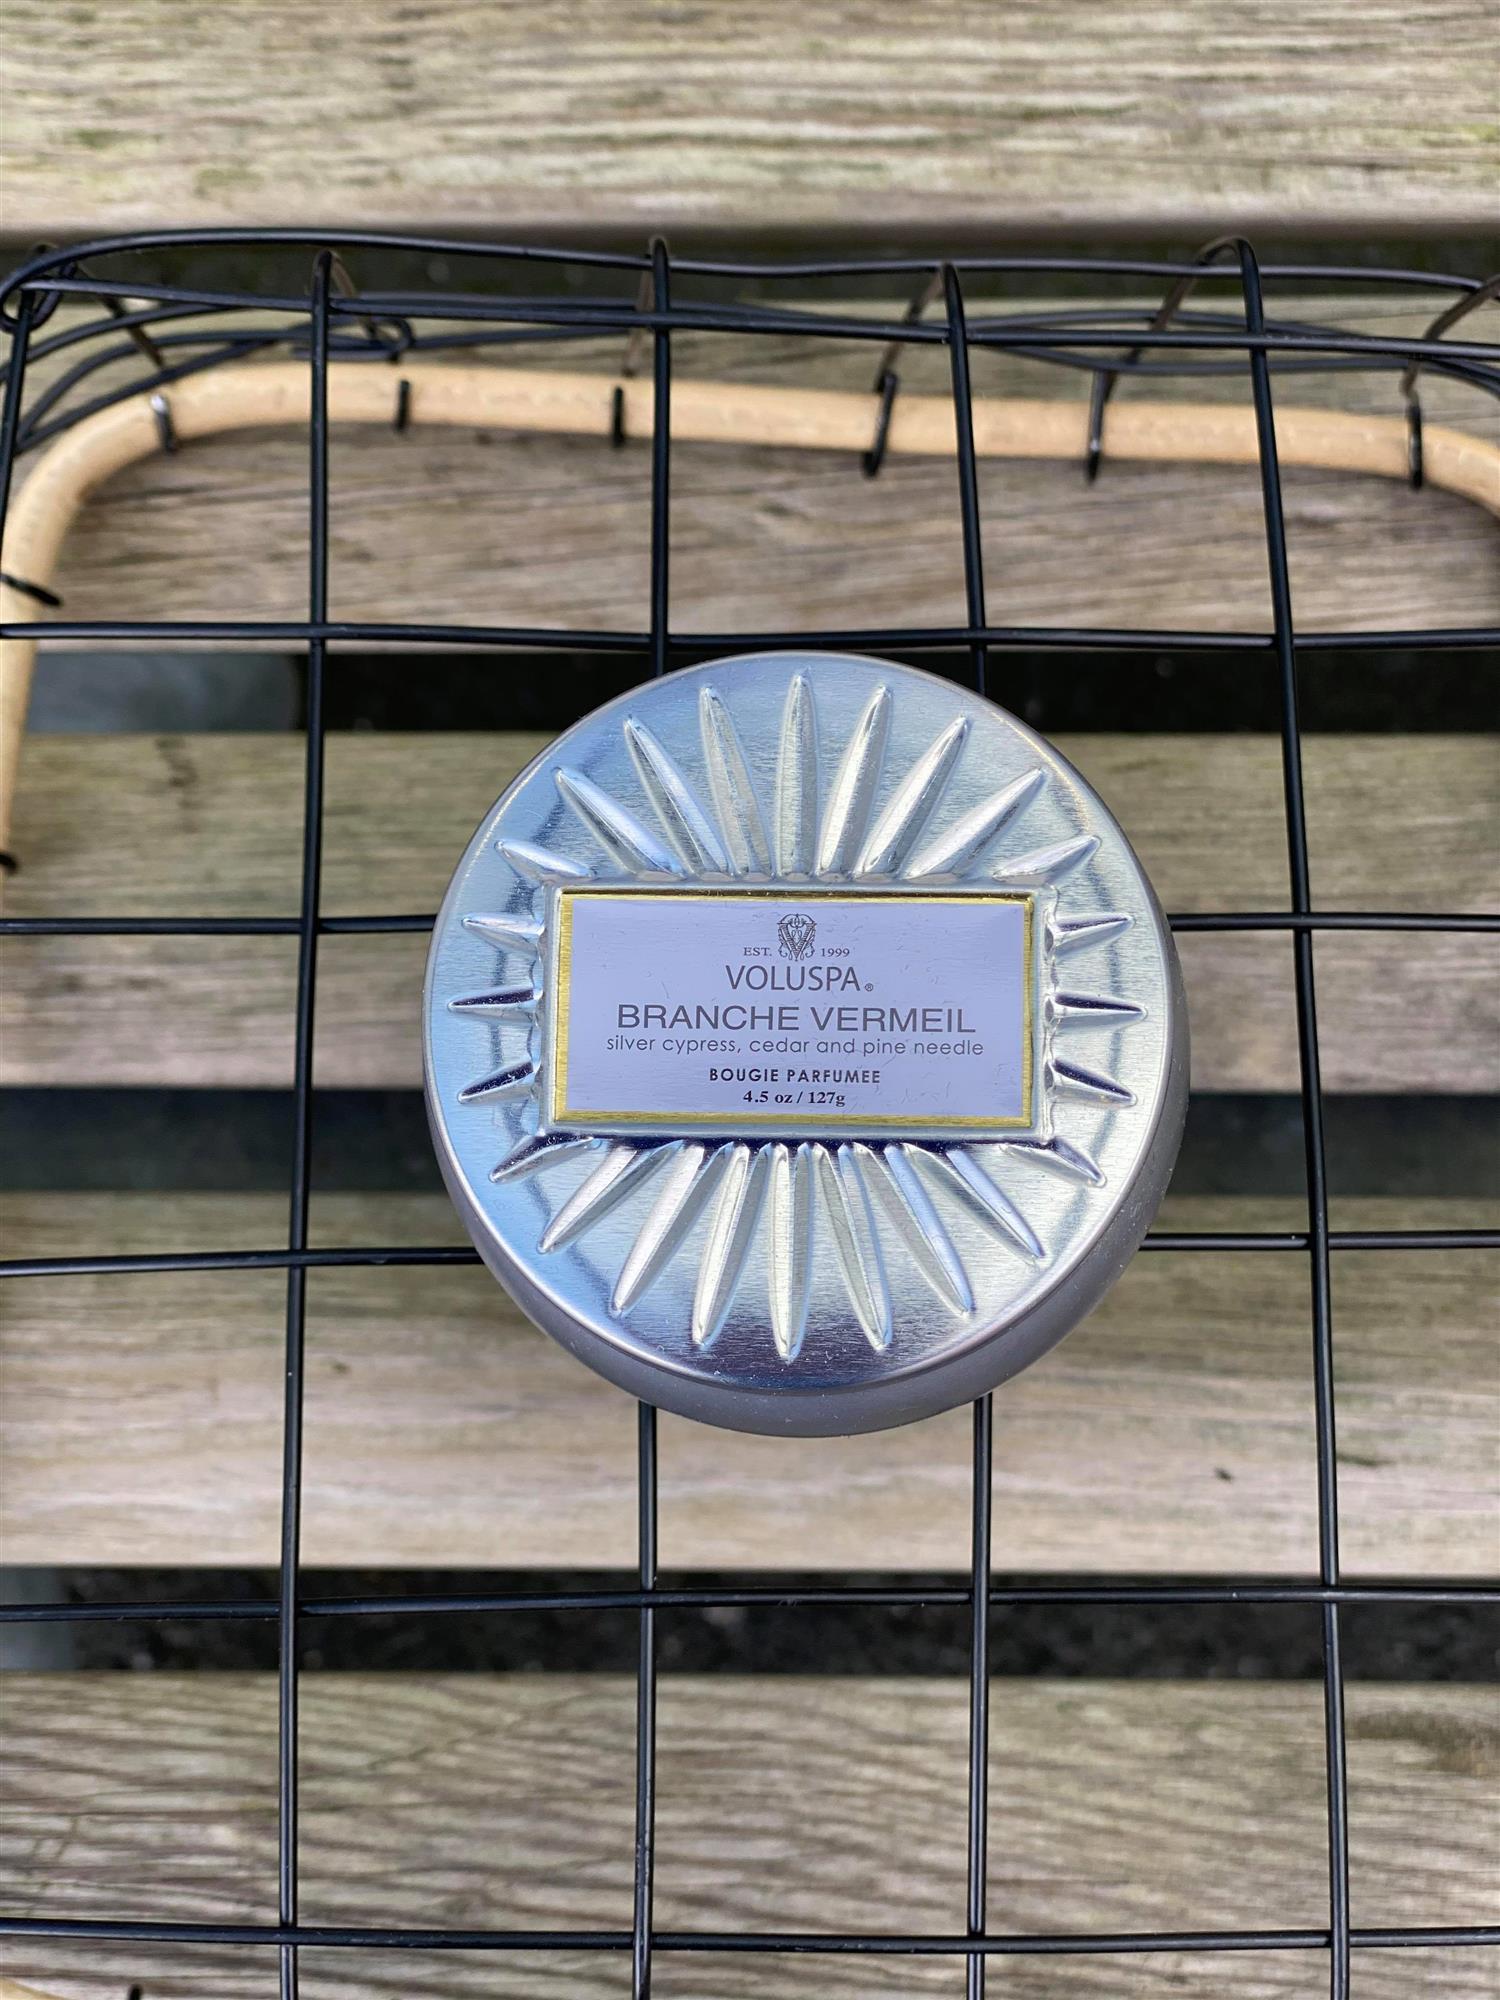 EST. 1999
VOLUSPA®
BRANCHE VERMEIL
silver cypress, cedar and pine needle
BOUGIE PARFUMEE
4.5 oz / 127g